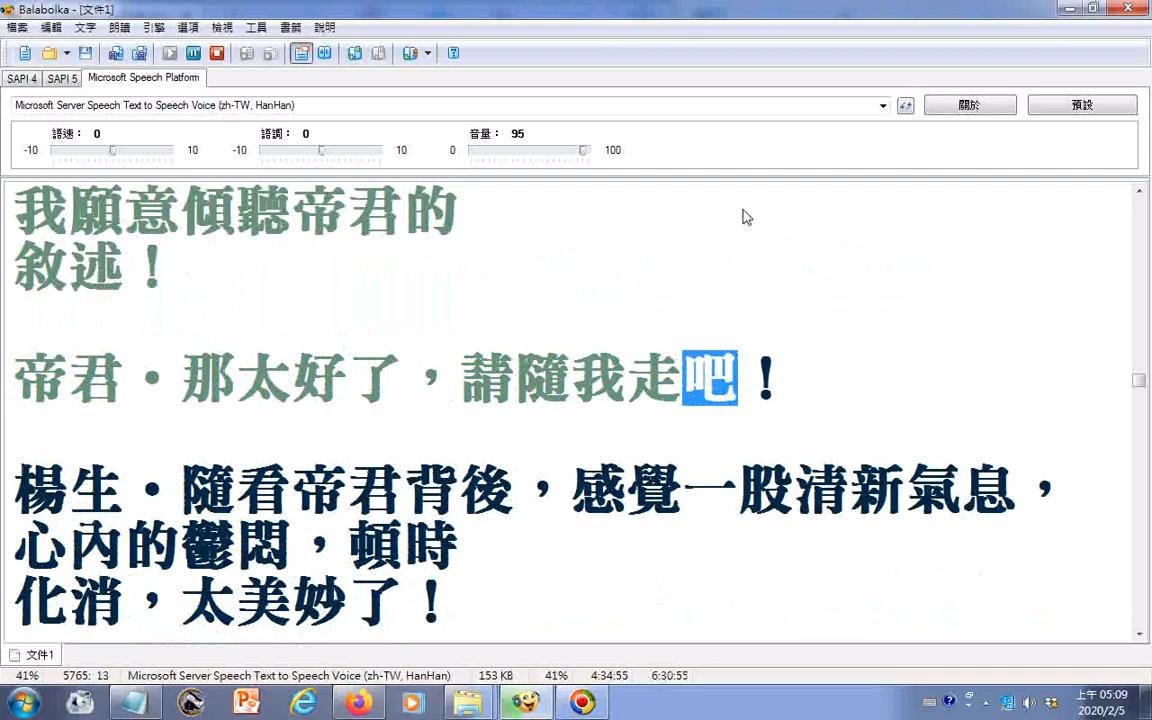 Balabolka - [文件1]
檔案 編輯 文字 朗讀 引擎 選項 檢視 工具 書籤 說明
SAPI 4 SAPI 5 Microsoft Speech Platform
Microsoft Server Speech Text to Speech Voice (zh-TW, HanHan) 關於 預設
語速： 0 語調： 0 音量： 95
-10 10 -10 10 0 100
我願意傾聽帝君的
敘述！
帝君‧那太好了，請隨我走吧！
楊生‧隨看帝君背後，感覺一股清新氣息，
心內的鬱悶，頓時
化消，太美妙了！
文件1
41% 5765: 13 Microsoft Server Speech Text to Speech Voice (zh-TW, HanHan) 153 KB 41% 4:34:55 6:30:55
上午 05:09
2020/2/5